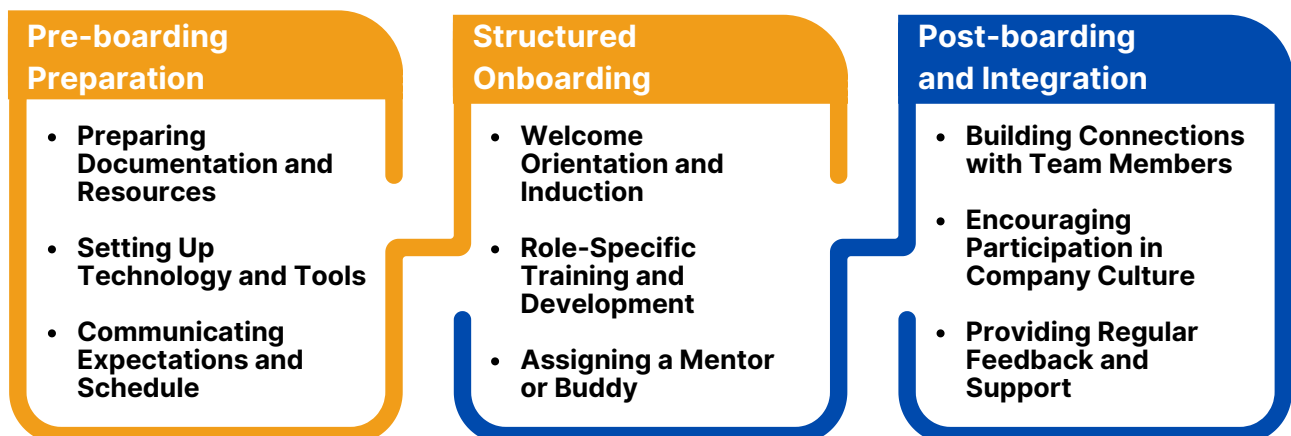 Pre-boarding
Preparation
• Preparing
Documentation and
Resources
• Setting Up
Technology and Tools
• Communicating
Expectations and
Schedule
Structured
Onboarding
• Welcome
Orientation and
Induction
• Role-Specific
Training and
Development
• Assigning a Mentor
or Buddy
Post-boarding
and Integration
• Building Connections
with Team Members
• Encouraging
Participation in
Company Culture
• Providing Regular
Feedback and
Support